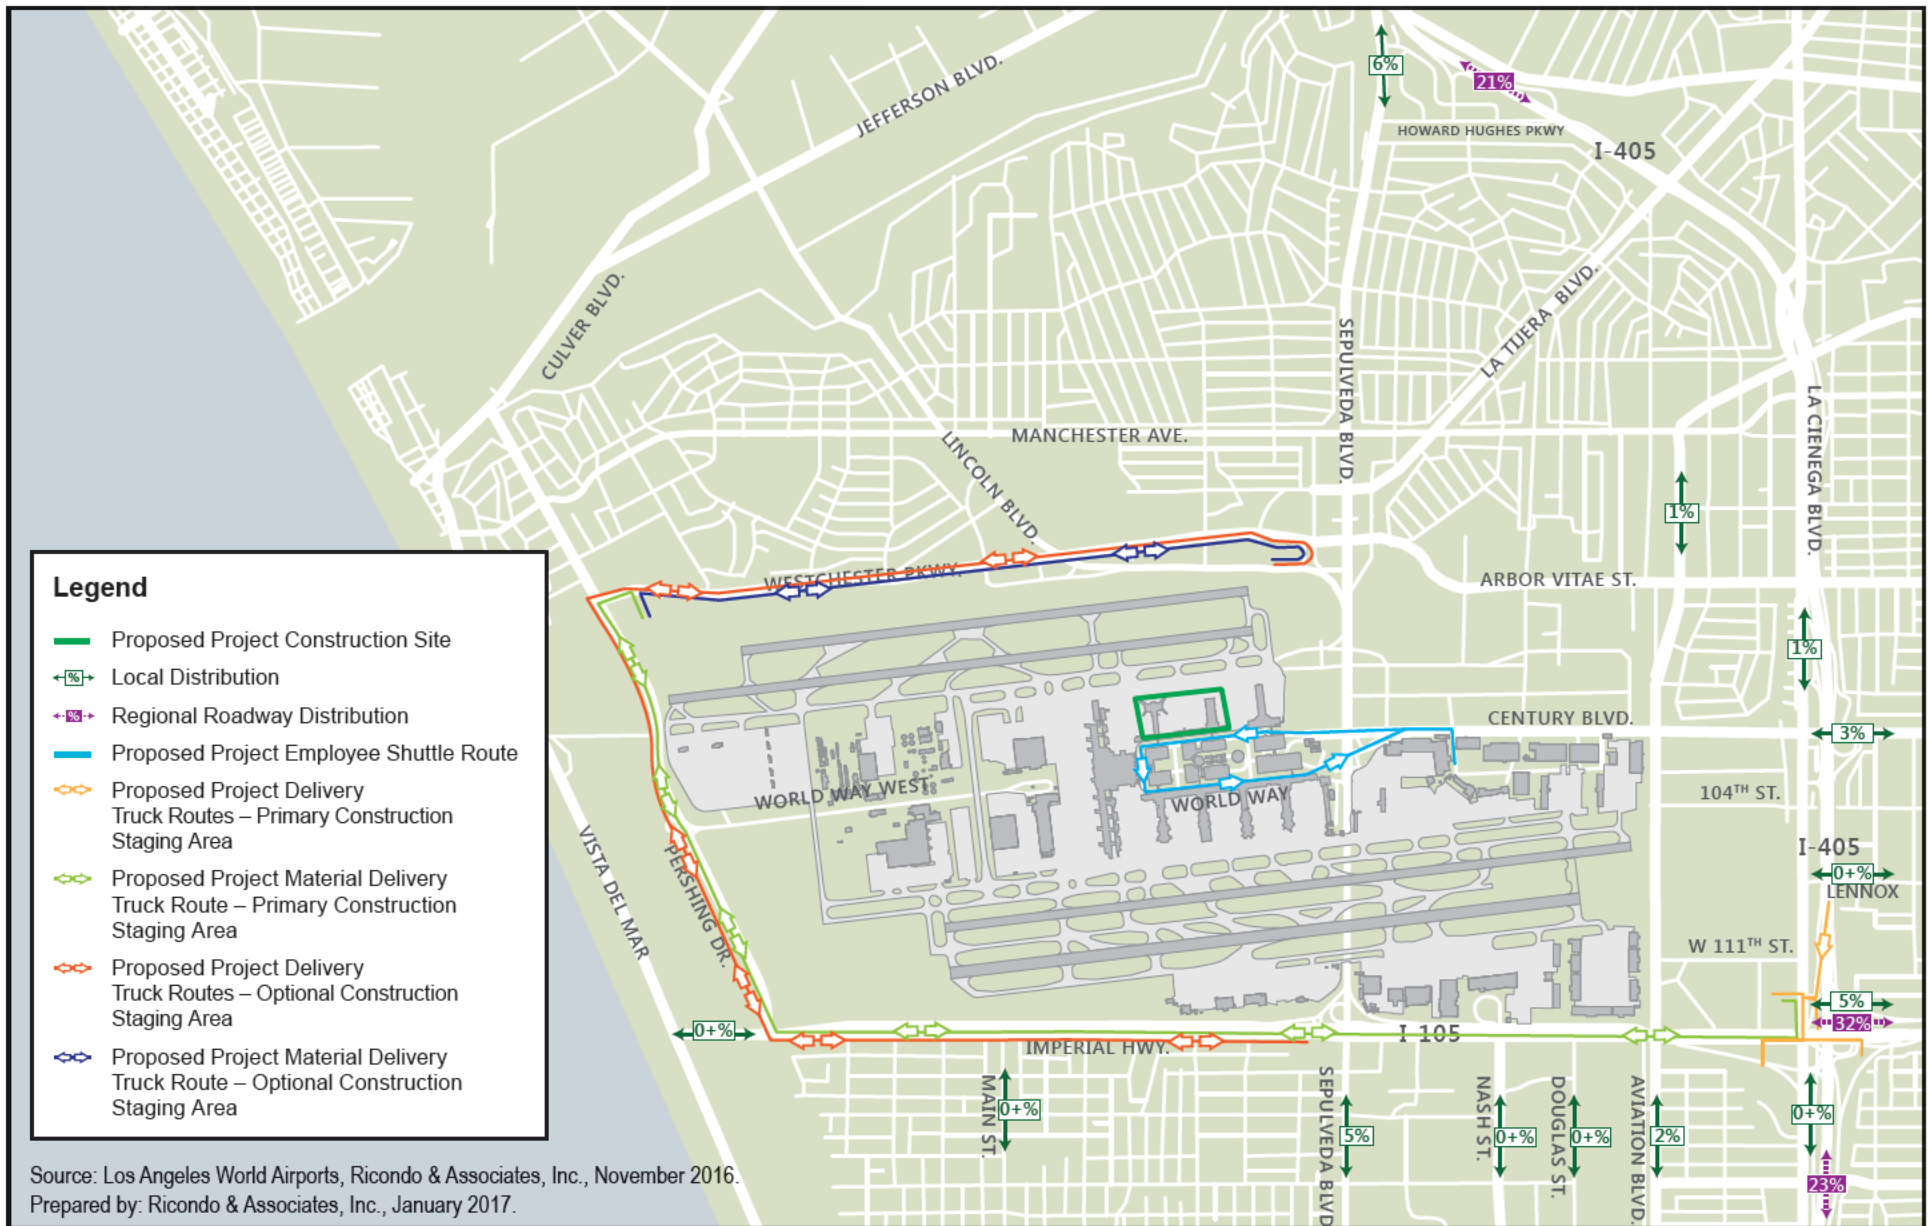 6%
21%
HOWARD HUGHES PKWY
I-405
JEFFERSON BLVD.
CULVER BLVD.
LA TIJERA BLVD.
SEPULVEDA BLVD.
LA CIENEGA BLVD.
MANCHESTER AVE.
LINCOLN BLVD.
1%
WESTCHESTER PKWY.
ARBOR VITAE ST.
1%
CENTURY BLVD.
3%
WORLD WAY WEST
WORLD WAY
104TH ST.
I-405
0+%
LENNOX
VISTA DEL MAR
PERSHING DR.
W 111TH ST.
5%
32%
0+%
I-105
IMPERIAL HWY.
MAIN ST.
0+%
SEPULVEDA BLVD
5%
NASH ST.
0+%
DOUGLAS ST.
0+%
AVIATION BLVD.
2%
0+%
23%
Legend
Proposed Project Construction Site
% Local Distribution
% Regional Roadway Distribution
Proposed Project Employee Shuttle Route
Proposed Project Delivery
Truck Routes – Primary Construction
Staging Area
Proposed Project Material Delivery
Truck Route – Primary Construction
Staging Area
Proposed Project Delivery
Truck Routes – Optional Construction
Staging Area
Proposed Project Material Delivery
Truck Route – Optional Construction
Staging Area
Source: Los Angeles World Airports, Ricondo & Associates, Inc., November 2016.
Prepared by: Ricondo & Associates, Inc., January 2017.